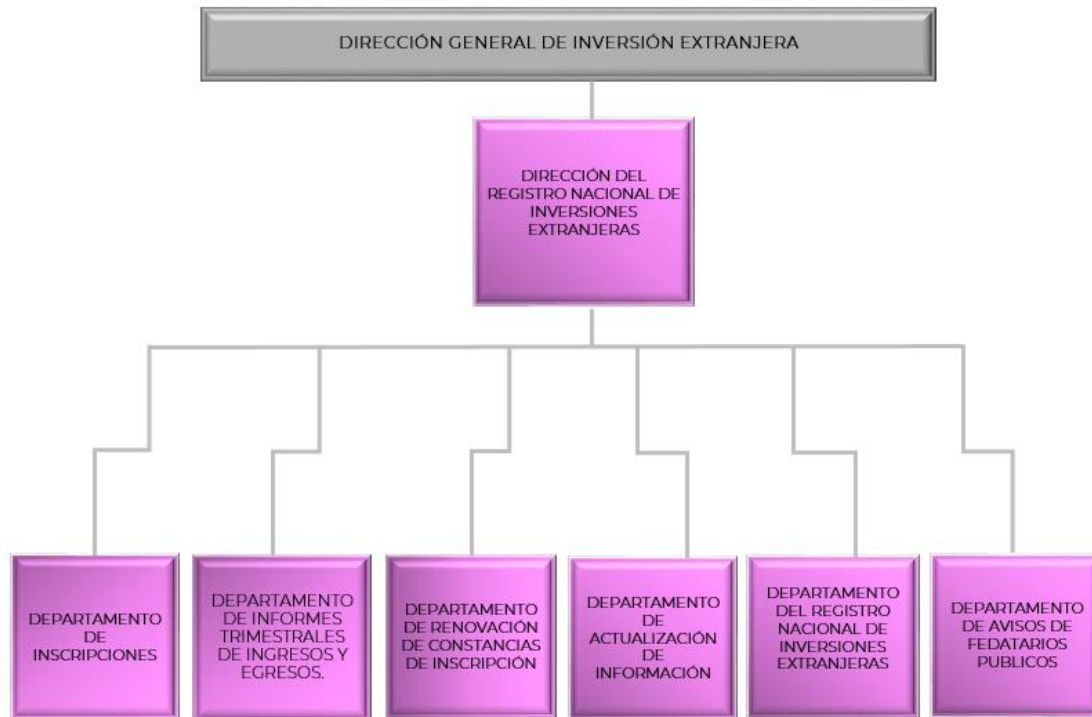 DIRECCIÓN GENERAL DE INVERSIÓN EXTRANJERA
DIRECCIÓN DEL
REGISTRO NACIONAL DE
INVERSIONES
EXTRANJERAS
DEPARTAMENTO
DE
INSCRIPCIONES
DEPARTAMENTO
DE INFORMES
TRIMESTRALES
DE INGRESOS Y
EGRESOS.
DEPARTAMENTO
DE RENOVACIÓN
DE CONSTANCIAS
DE INSCRIPCIÓN
DEPARTAMENTO
DE
ACTUALIZACIÓN
DE
INFORMACIÓN
DEPARTAMENTO
DEL REGISTRO
NACIONAL DE
INVERSIONES
EXTRANJERAS
DEPARTAMENTO
DE AVISOS DE
FEDATARIOS
PUBLICOS